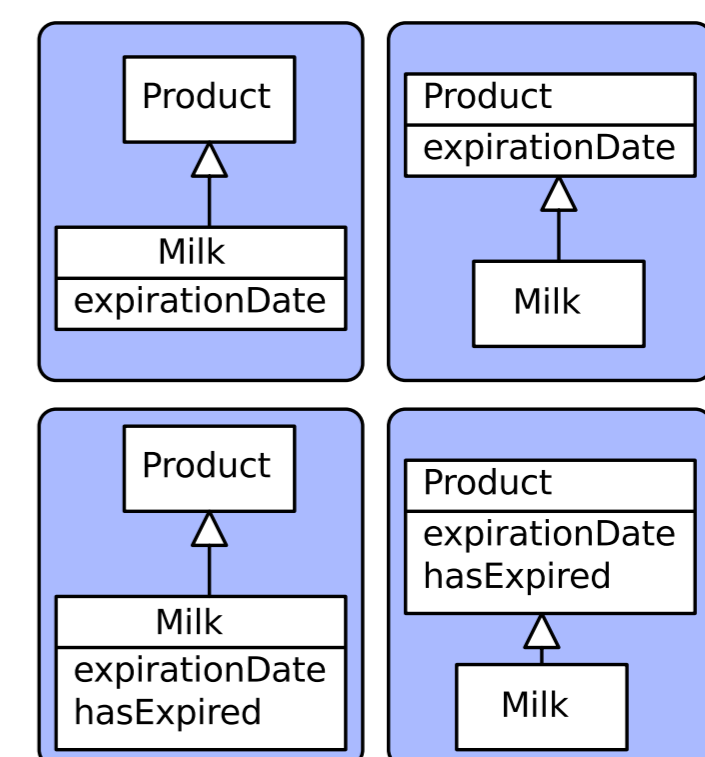 Product
Milk
expirationDate
Product
expirationDate
Milk
Product
Milk
expirationDate
hasExpired
Product
expirationDate
hasExpired
Milk